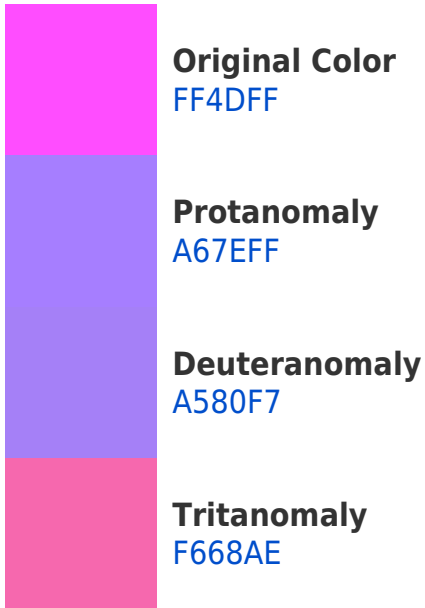 Original Color
FF4DFF
Protanomaly
A67EFF
Deuteranomaly
A580F7
Tritanomaly
F668AE